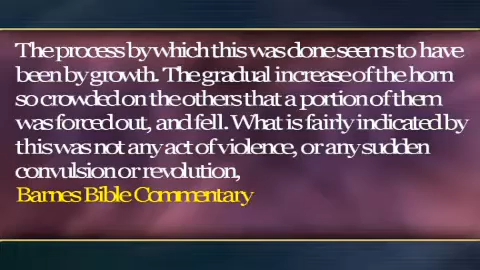 The process by which this was done seems to have
been by growth. The gradual increase of the horn
so crowded on the others that a portion of them
was forced out, and fell. What is fairly indicated by
this was not any act of violence, or any sudden
convulsion or revolution,
Barnes Bible Commentary